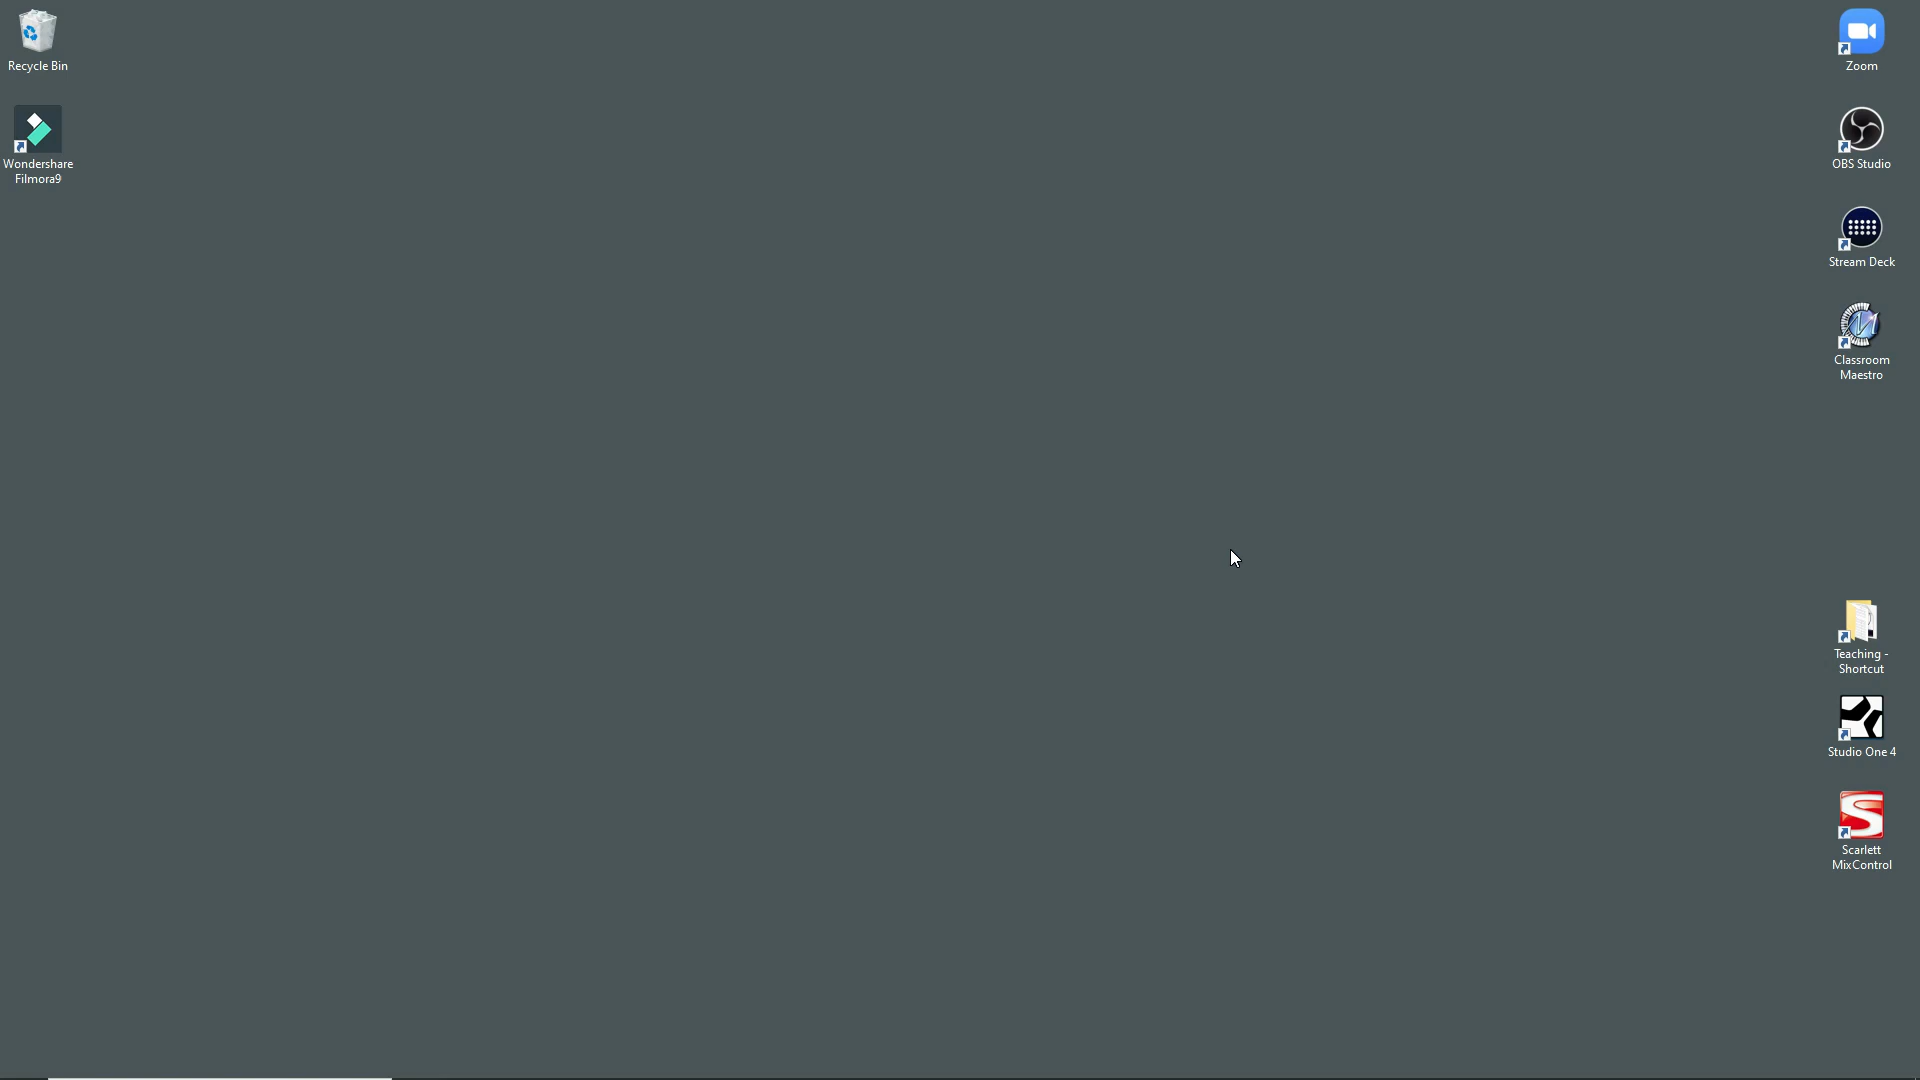 Recycle Bin
Wondershare
Filmora9
Zoom
OBS Studio
Stream Deck
Classroom
Maestro
Teaching -
Shortcut
Studio One 4
Scarlett
MixControl